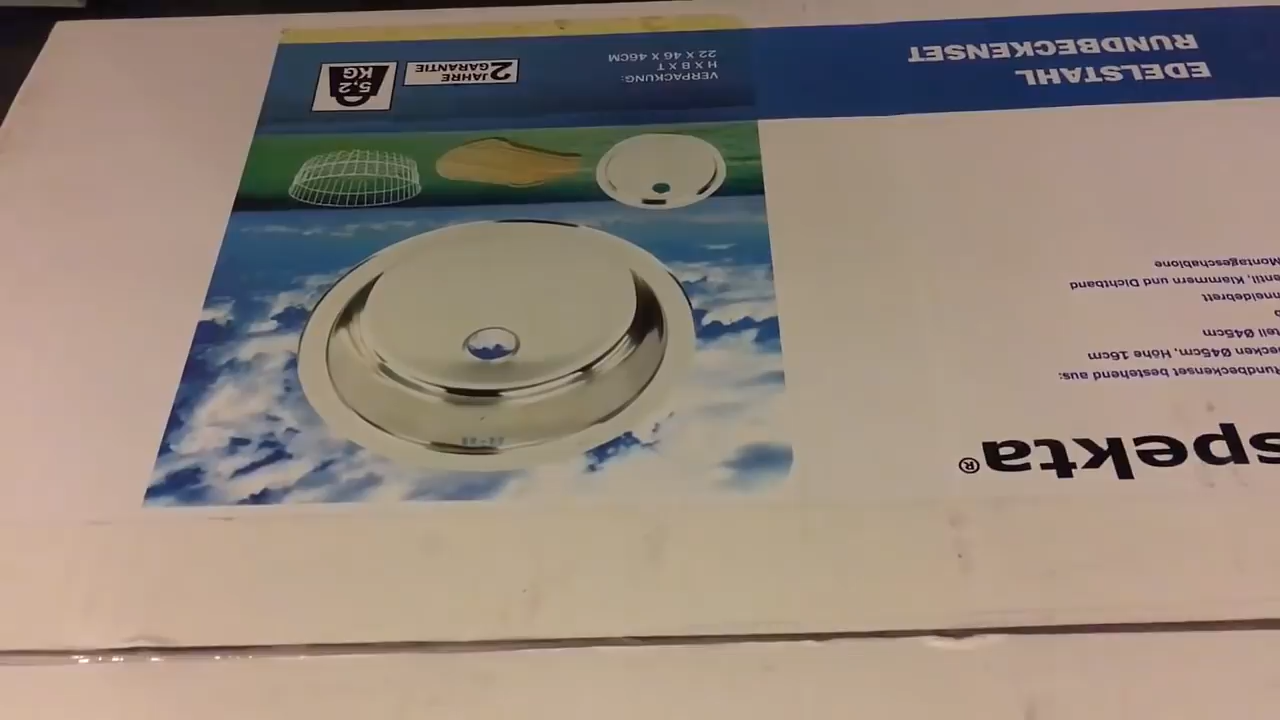 spekta®
Rundbeckenset bestehend aus:
ecken Ø45cm, Höhe 16cm
teil Ø45cm
neidebrett
entil, Klammern und Dichtband
Montageschablone
EDELSTAHL
RUNDBECKENSET
VERPACKUNG:
H X B X T
22 X 46 X 46CM
2 JAHRE
GARANTIE
5,2
KG